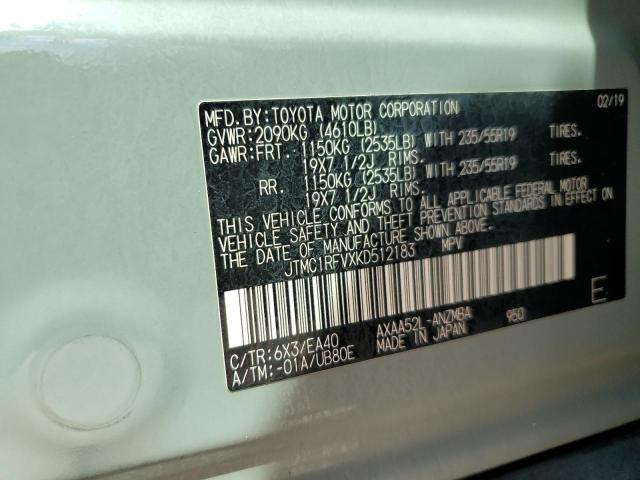 MFD. BY: TOYOTA MOTOR CORPORATION 02/19
GVWR: 2090KG (4610LB)
GAWR: FRT. 1150KG (2535LB) WITH 235/55R19 TIRES.
19X7 1/2J RIMS.
RR. 1150KG (2535LB) WITH 235/55R19 TIRES.
19X7 1/2J RIMS.
THIS VEHICLE CONFORMS TO ALL APPLICABLE FEDERAL MOTOR
VEHICLE SAFETY AND THEFT PREVENTION STANDARDS IN EFFECT ON
THE DATE OF MANUFACTURE SHOWN ABOVE.
JTMC1RFVXKD512183 MPV
E
C/TR: 6X3/EA40 AXAA52L-ANZMBA 950
A/TM: -01A/UB80E MADE IN JAPAN